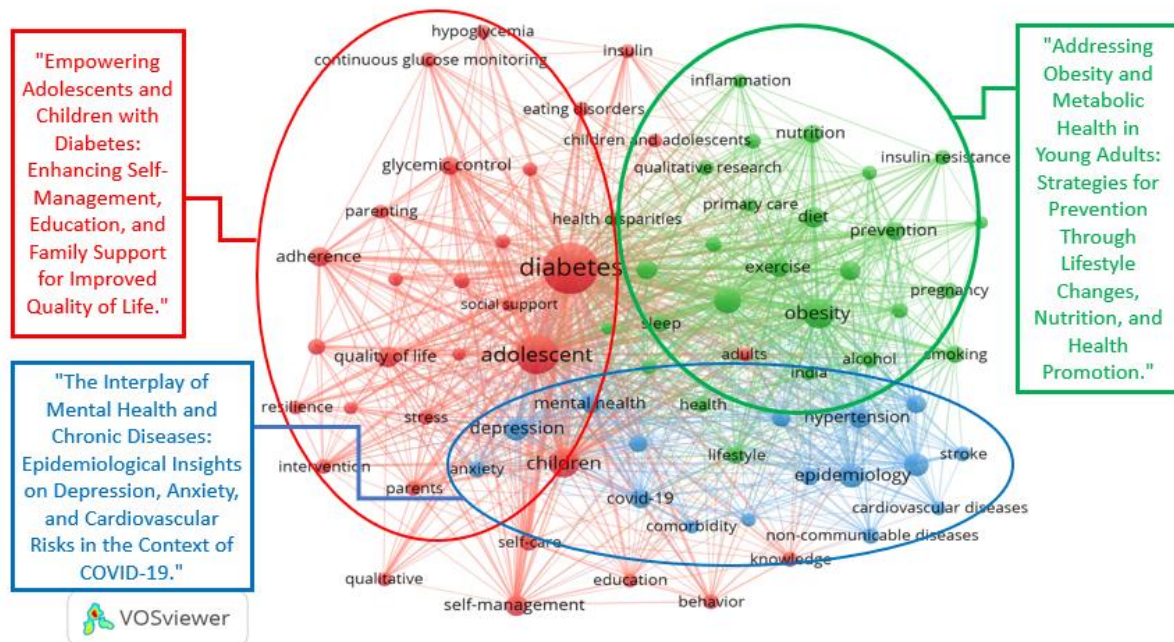 "Empowering
Adolescents and
Children with
Diabetes:
Enhancing Self-
Management,
Education, and
Family Support
for Improved
Quality of Life."
"The Interplay of
Mental Health and
Chronic Diseases:
Epidemiological Insights
on Depression, Anxiety,
and Cardiovascular
Risks in the Context of
COVID-19."
VOSviewer
hypoglycemia
continuous glucose monitoring
insulin
inflammation
eating disorders
children and adolescents
nutrition
glycemic control
qualitative research
insulin resistance
parenting
primary care
health disparities
diet
adherence
prevention
diabetes
exercise
social support
pregnancy
obesity
sleep
adolescent
adults
quality of life
alcohol
smoking
india
resilience
mental health
health
stress
hypertension
depression
anxiety
children
lifestyle
stroke
intervention
epidemiology
parents
covid-19
cardiovascular diseases
comorbidity
non-communicable diseases
self-care
knowledge
qualitative
education
self-management
behavior
"Addressing
Obesity and
Metabolic
Health in
Young Adults:
Strategies for
Prevention
Through
Lifestyle
Changes,
Nutrition, and
Health
Promotion."